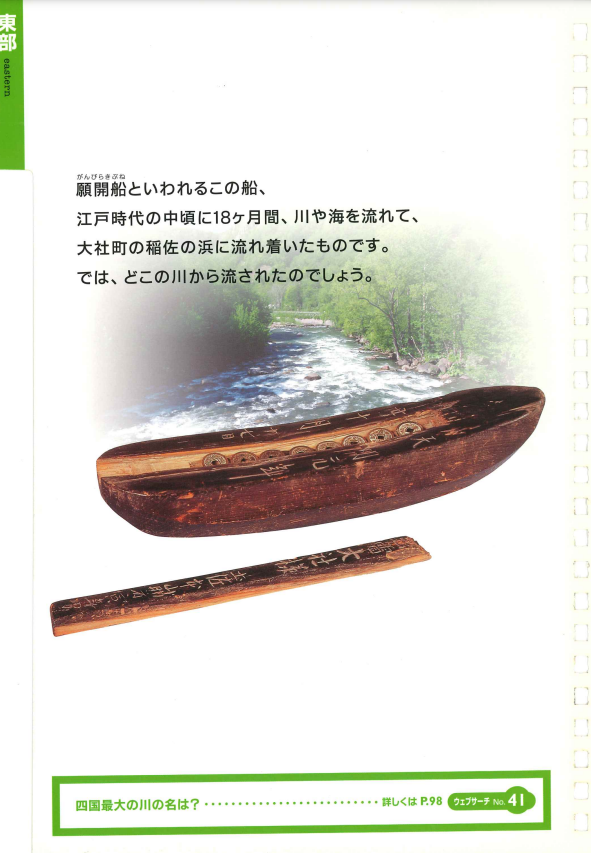 東部
eastern
がんびらきぶね
願開船といわれるこの船、
江戸時代の中頃に18ヶ月間、川や海を流れて、
大社町の稲佐の浜に流れ着いたものです。
では、どこの川から流されたのでしょう。
四国最大の川の名は？ ・・・・・・・・・・・・・・・・・・・・・・・・・・ 詳しくは P.98 ウェブサーチ No. 41